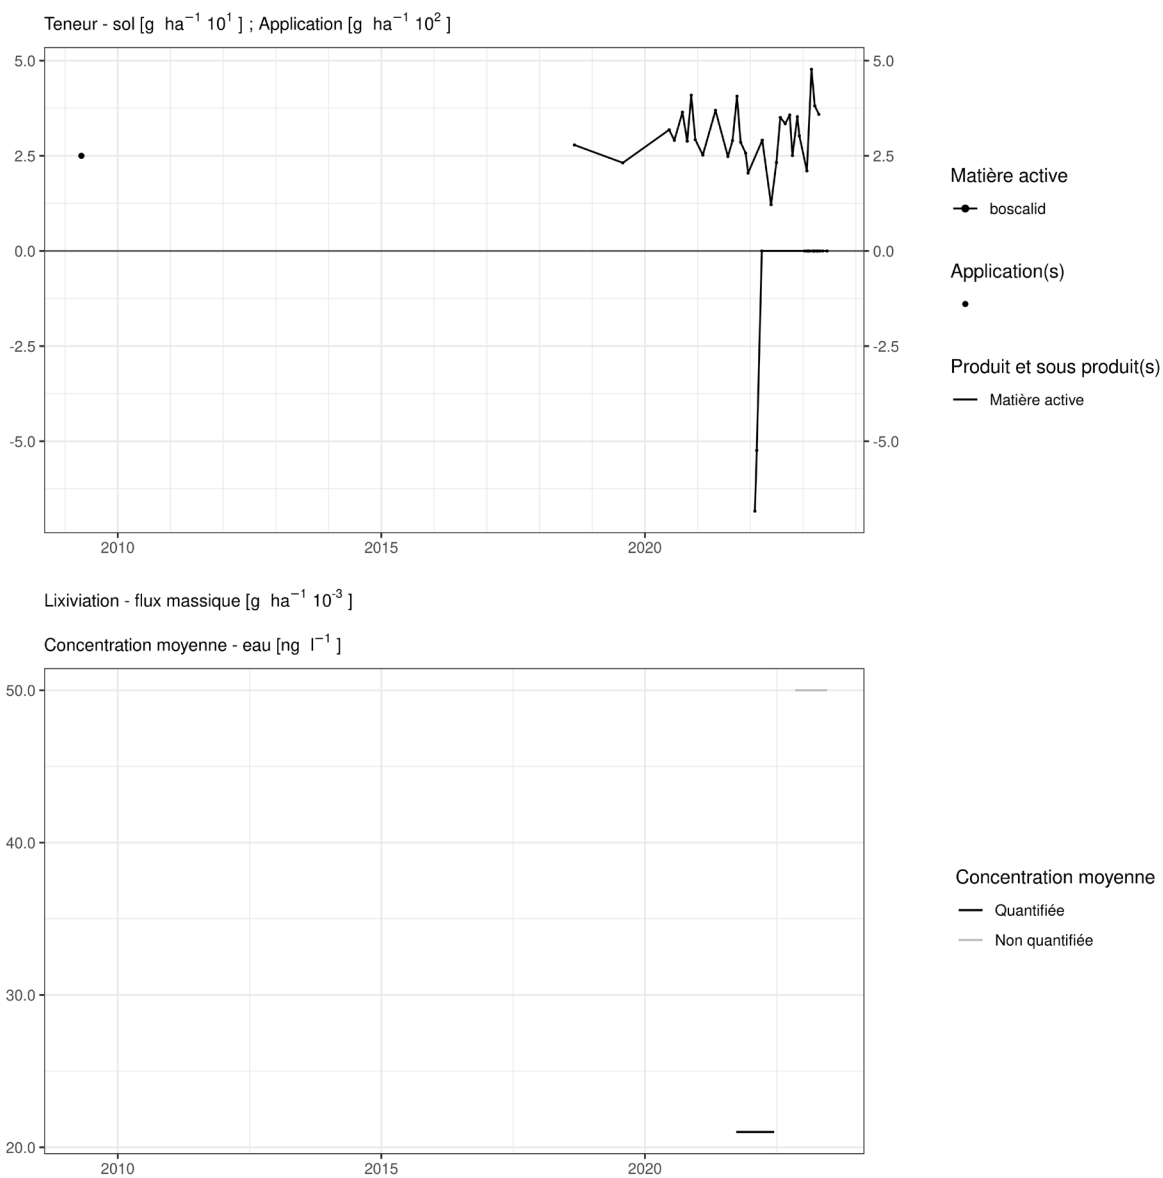 Teneur - sol [g ha⁻¹ 10¹ ] ; Application [g ha⁻¹ 10² ]
5.0 5.0
2.5 2.5
0.0 0.0
-2.5 -2.5
-5.0 -5.0
2010 2015 2020
Matière active
boscalid
Application(s)
Produit et sous produit(s)
Matière active
Lixiviation - flux massique [g ha⁻¹ 10⁻³ ]
Concentration moyenne - eau [ng l⁻¹ ]
50.0
40.0
30.0
20.0
2010 2015 2020
Concentration moyenne
Quantifiée
Non quantifiée